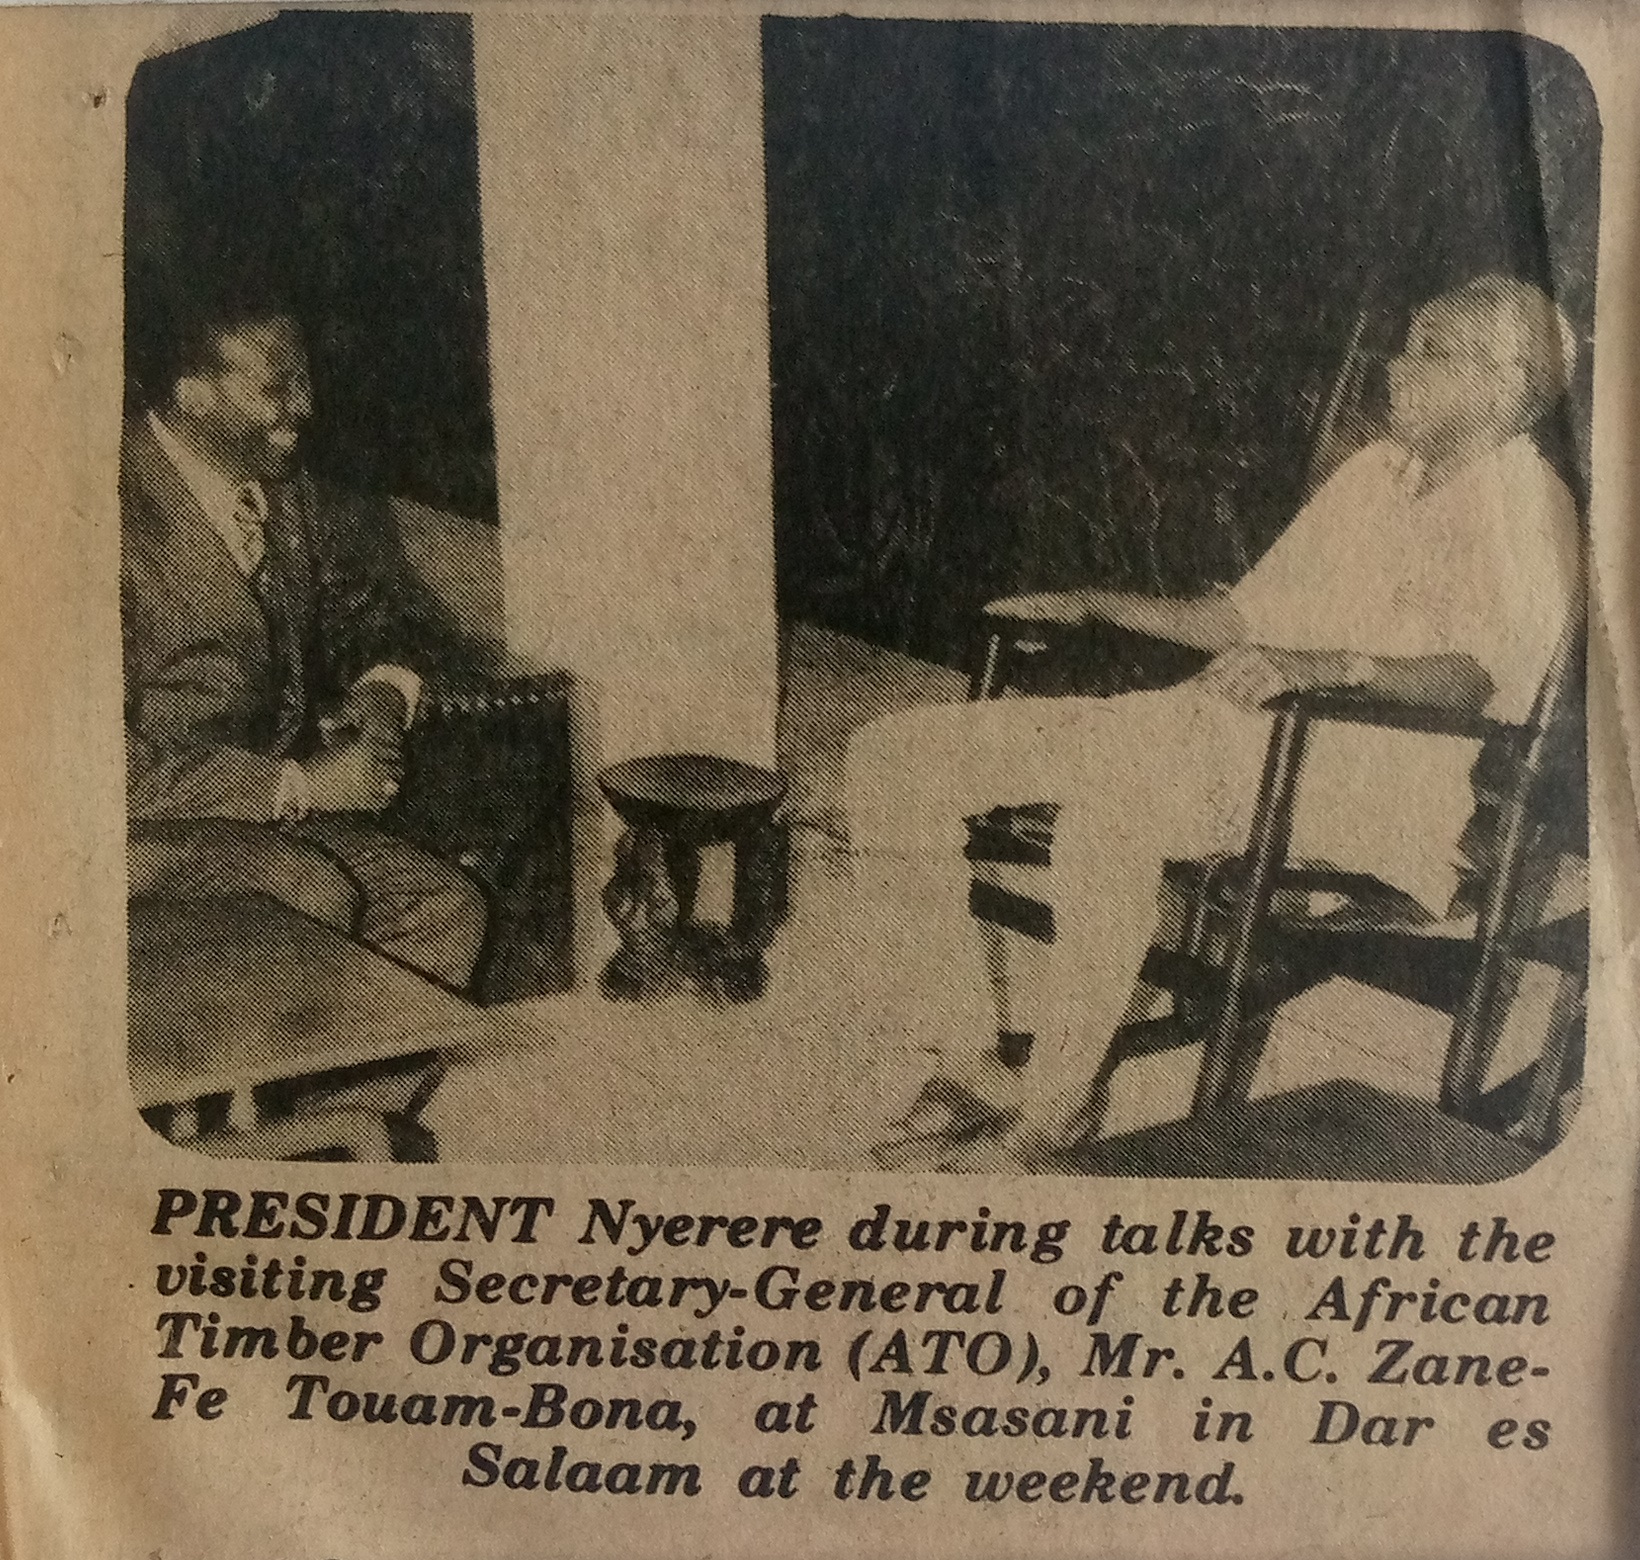 PRESIDENT Nyerere during talks with the
visiting Secretary-General of the African
Timber Organisation (ATO), Mr. A.C. Zane-
Fe Touam-Bona, at Msasani in Dar es
Salaam at the weekend.